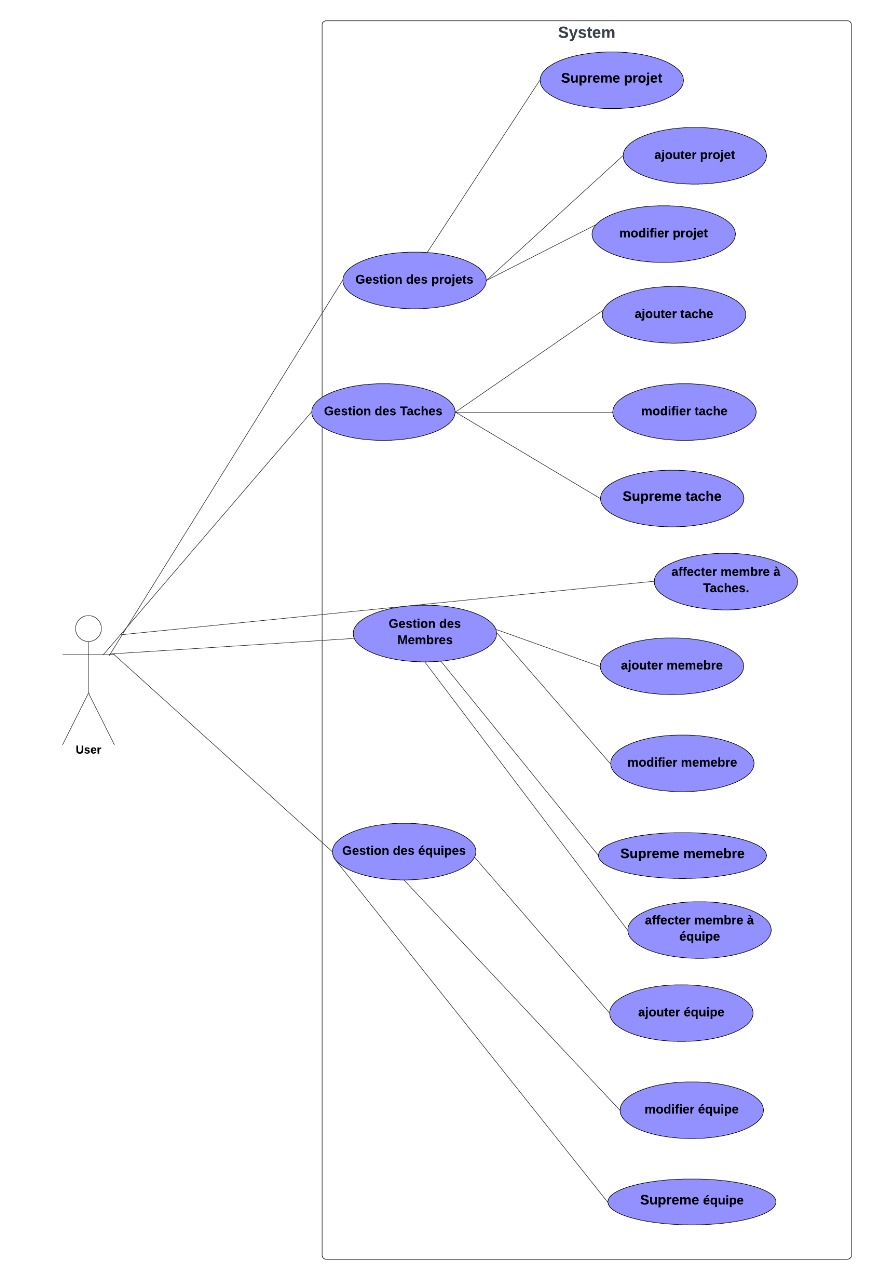 System
Supreme projet
ajouter projet
modifier projet
Gestion des projets
ajouter tache
Gestion des Taches
modifier tache
Supreme tache
affecter membre à
Taches.
Gestion des
Membres
ajouter memebre
User
modifier memebre
Gestion des équipes
Supreme memebre
affecter membre à
équipe
ajouter équipe
modifier équipe
Supreme équipe